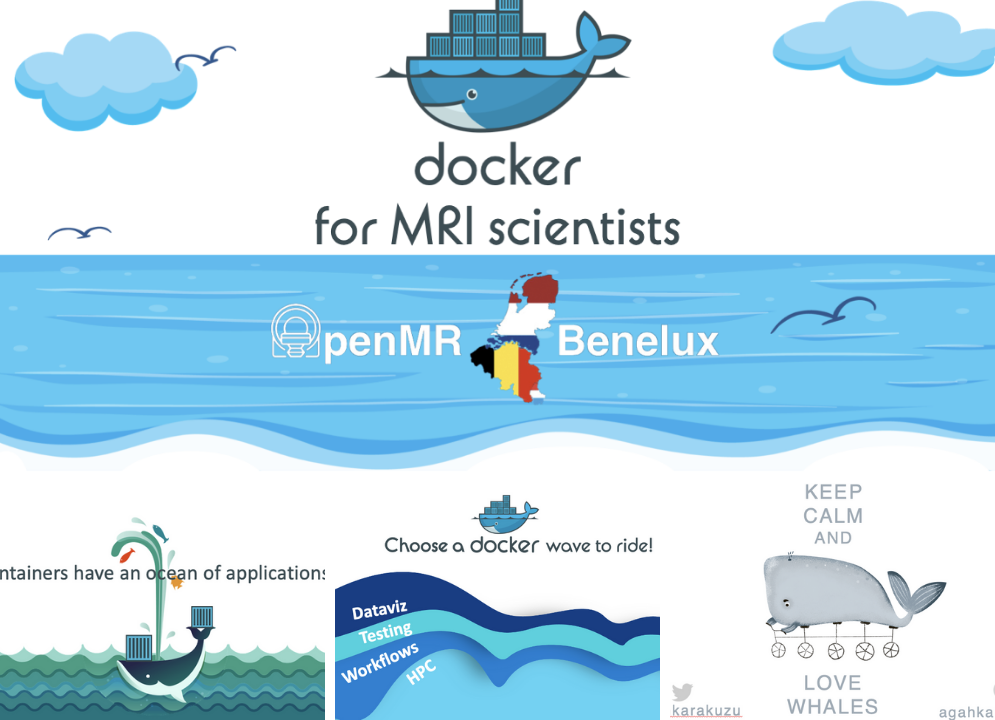 docker
for MRI scientists
penMR Benelux
ntainers have an ocean of applications
Choose a docker wave to ride!
Dataviz
Testing
Workflows
HPC
KEEP
CALM
AND
LOVE
WHALES
karakuzu
agahka